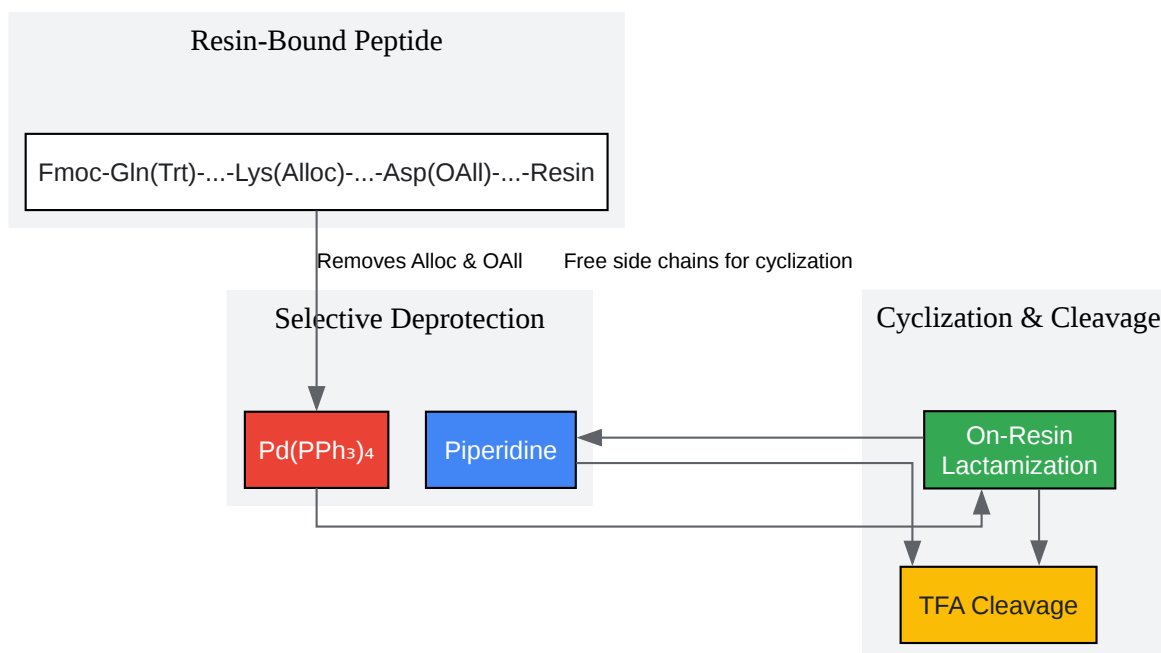 Resin-Bound Peptide
Fmoc-Gln(Trt)-...-Lys(Alloc)-...-Asp(OAll)-...-Resin
Removes Alloc & OAll
Free side chains for cyclization
Selective Deprotection
Cyclization & Cleavage
Pd(PPh₃)₄
Piperidine
On-Resin
Lactamization
TFA Cleavage